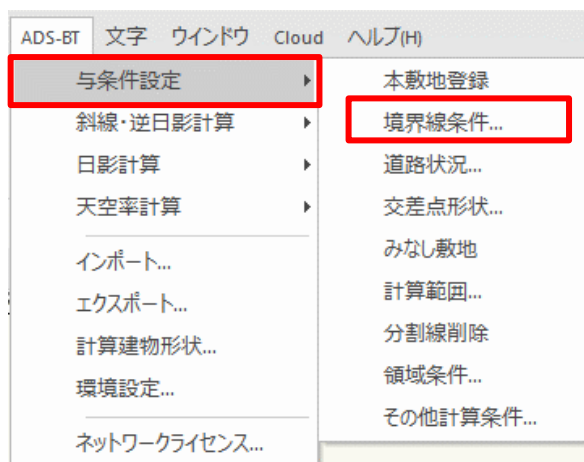 ADS-BT 文字 ウインドウ Cloud ヘルプ(H)
与条件設定
斜線・逆日影計算
日影計算
天空率計算
インポート...
エクスポート...
計算建物形状...
環境設定...
ネットワークライセンス...
本敷地登録
境界線条件...
道路状況...
交差点形状...
みなし敷地
計算範囲...
分割線削除
領域条件...
その他計算条件...